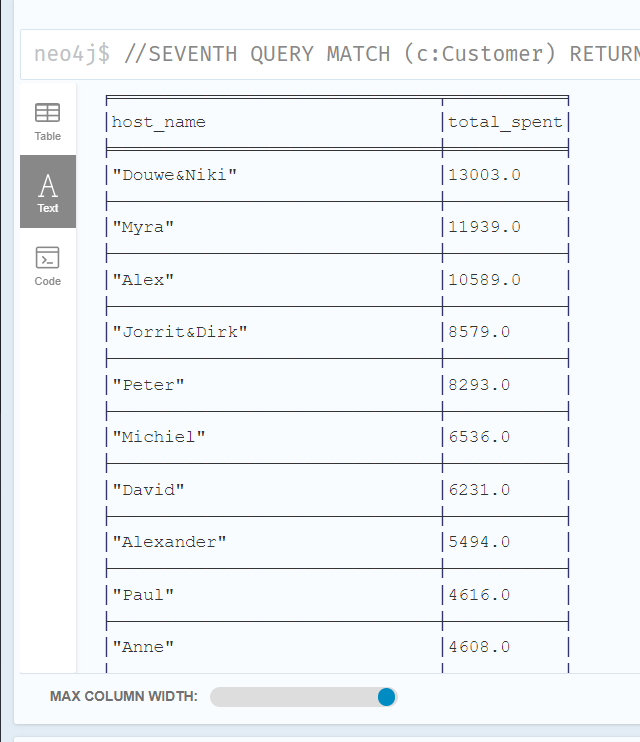 neo4j$ //SEVENTH QUERY MATCH (c:Customer) RETURN
Table
Text
Code
host_name total_spent
"Douwe&Niki" 13003.0
"Myra" 11939.0
"Alex" 10589.0
"Jorrit&Dirk" 8579.0
"Peter" 8293.0
"Michiel" 6536.0
"David" 6231.0
"Alexander" 5494.0
"Paul" 4616.0
"Anne" 4608.0
MAX COLUMN WIDTH: